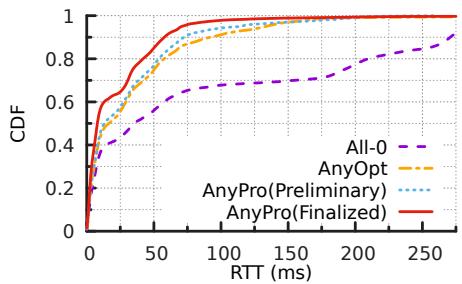 1
0.8
0.6
0.4
0.2
0
CDF
All-0
AnyOpt
AnyPro(Preliminary)
AnyPro(Finalized)
0 50 100 150 200 250
RTT (ms)